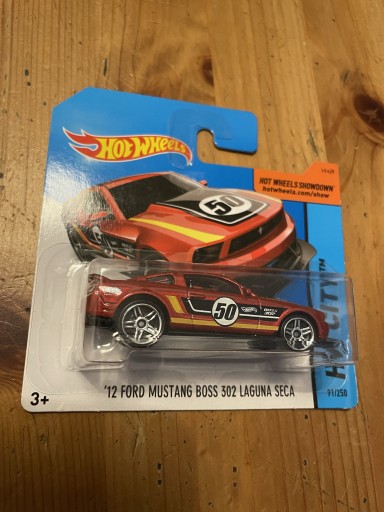 HOT WHEELS
HOT WHEELS SHOWDOWN
hotwheels.com/show
50
50
'12 FORD MUSTANG BOSS 302 LAGUNA SECA
3+
91/250